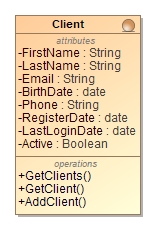 Client
attributes
-FirstName : String
-LastName : String
-Email : String
-BirthDate : date
-Phone : String
-RegisterDate : date
-LastLoginDate : date
-Active : Boolean
operations
+GetClients()
+GetClient()
+AddClient()